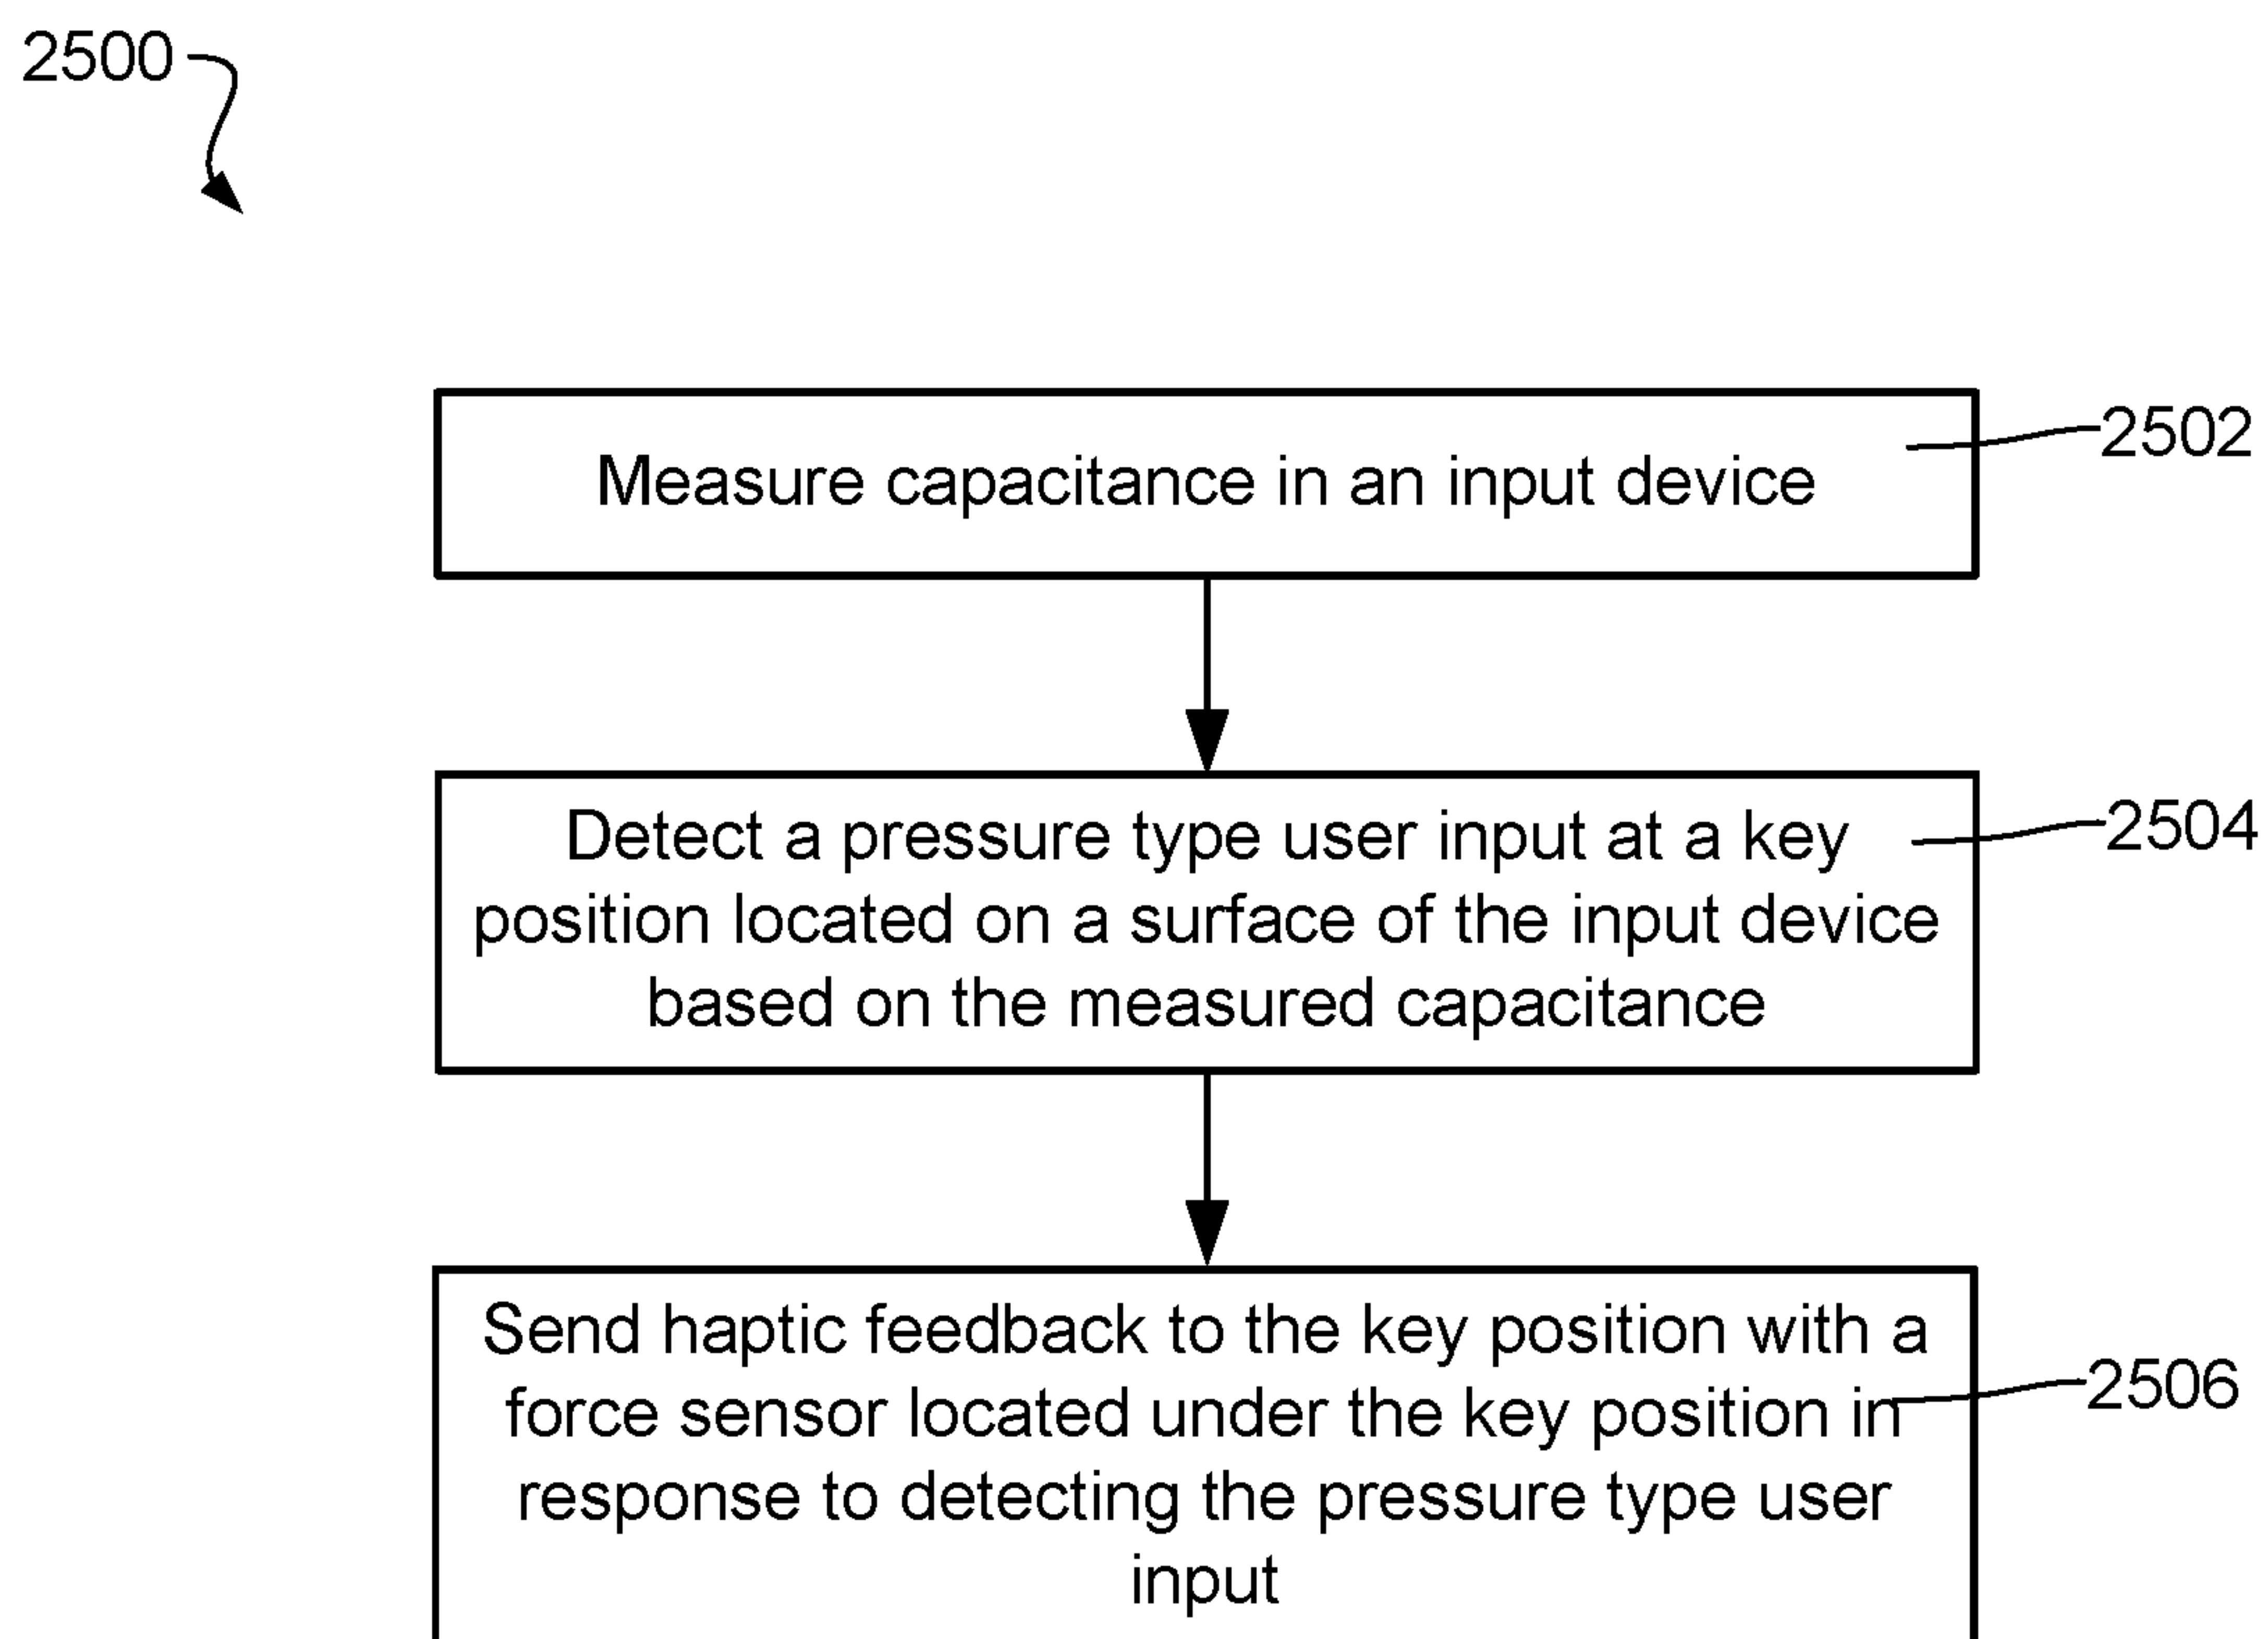 2500
Measure capacitance in an input device
2502
Detect a pressure type user input at a key
position located on a surface of the input device
based on the measured capacitance
2504
Send haptic feedback to the key position with a
force sensor located under the key position in
response to detecting the pressure type user
input
2506